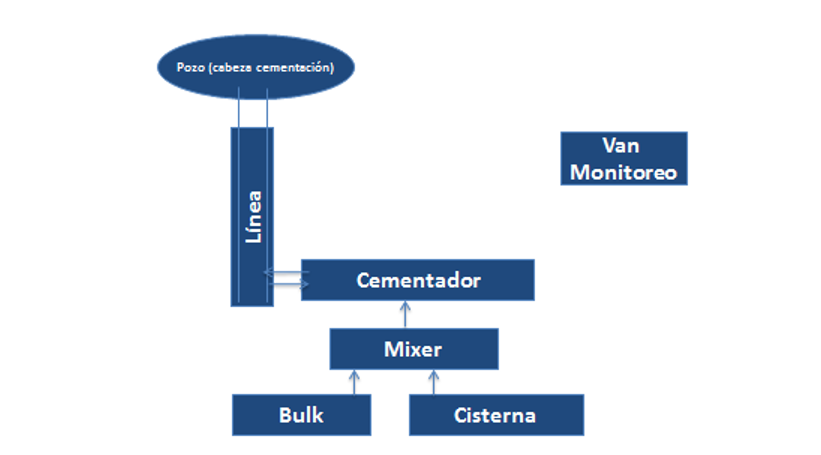 Pozo (cabeza cementación)
Van
Monitoreo
Línea
Cementador
Mixer
Bulk
Cisterna